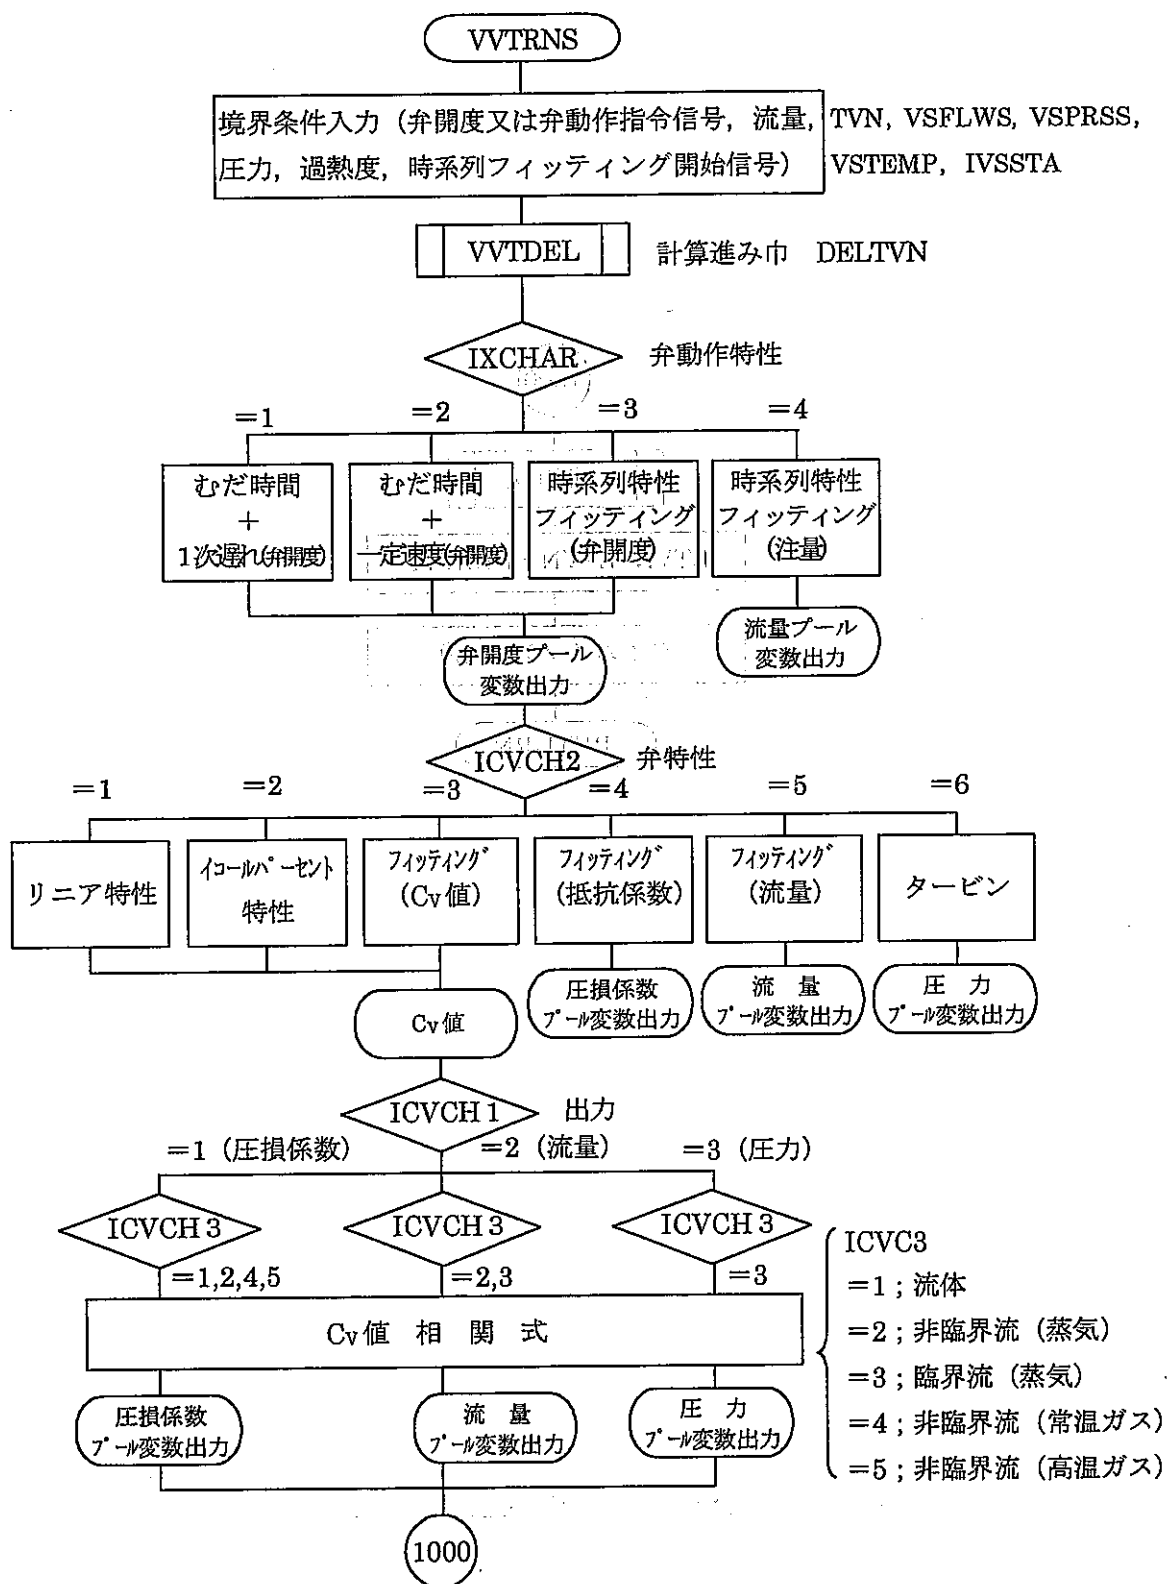 VVTRNS
境界条件入力（弁開度又は弁動作指令信号，流量，
圧力，過熱度，時系列フィッティング開始信号）
TVN, VSFLWS, VSPRSS,
VSTEMP, IVSSTA
VVTDEL
計算進み巾　DELTVN
IXCHAR
弁動作特性
＝1
＝2
＝3
＝4
むだ時間
＋
1次遅れ(弁開度)
むだ時間
＋
一定速度(弁開度)
時系列特性
フィッティング
(弁開度)
時系列特性
フィッティング
(注量)
弁開度プール
変数出力
流量プール
変数出力
ICVCH2
弁特性
＝1
＝2
＝3
＝4
＝5
＝6
リニア特性
ｲｺｰﾙﾊﾟｰｾﾝﾄ
特性
ﾌｨｯﾃｨﾝｸﾞ
(Cv値)
ﾌｨｯﾃｨﾝｸﾞ
(抵抗係数)
ﾌｨｯﾃｨﾝｸﾞ
(流量)
タービン
圧損係数
ﾌﾟｰﾙ変数出力
流　量
ﾌﾟｰﾙ変数出力
圧　力
ﾌﾟｰﾙ変数出力
Cv値
ICVCH1
出力
＝1（圧損係数）
＝2（流量）
＝3（圧力）
ICVCH3
ICVCH3
ICVCH3
＝1,2,4,5
＝2,3
＝3
Cv値　相　関　式
圧損係数
ﾌﾟｰﾙ変数出力
流　量
ﾌﾟｰﾙ変数出力
圧　力
ﾌﾟｰﾙ変数出力
ICVC3
＝1；流体
＝2；非臨界流（蒸気）
＝3；臨界流（蒸気）
＝4；非臨界流（常温ガス）
＝5；非臨界流（高温ガス）
1000